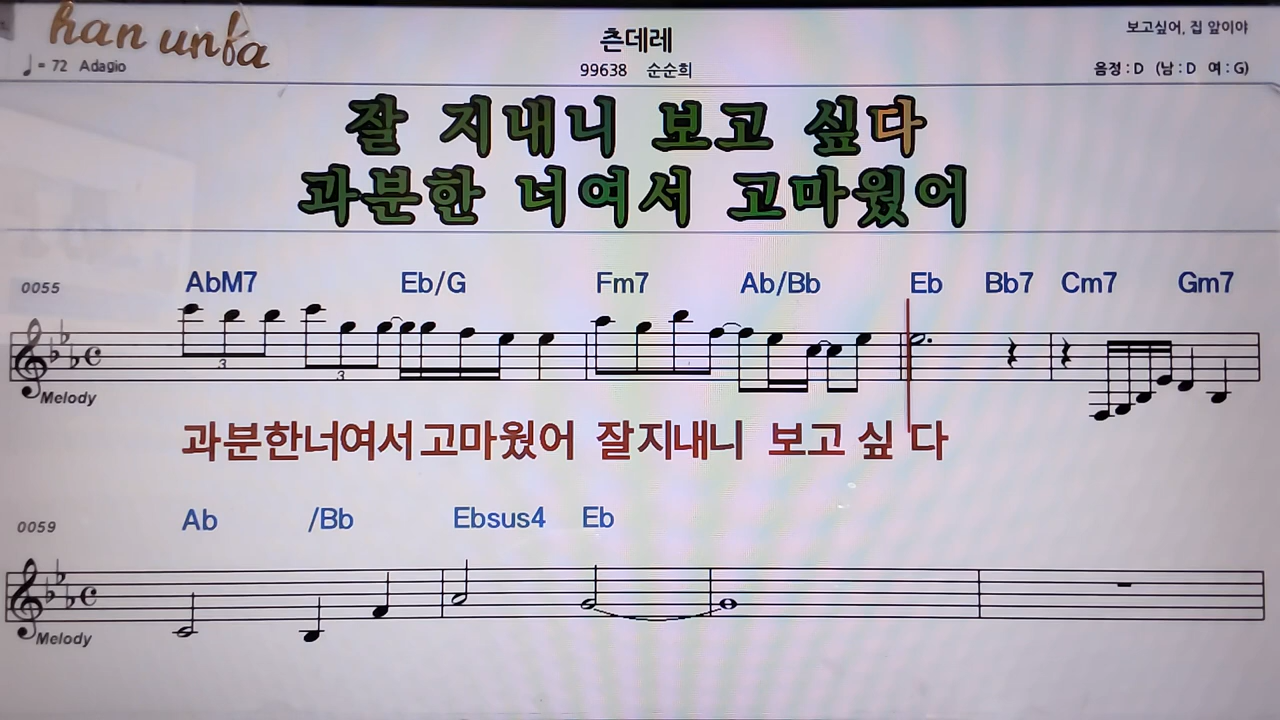 han unfa
츤데레
보고싶어, 집 앞이야
♩= 72 Adagio
99638 순순희
음정 : D (남 : D 여 : G)
잘 지내니 보고 싶다
과분한 너여서 고마웠어
0055 AbM7 Eb/G Fm7 Ab/Bb Eb Bb7 Cm7 Gm7
3 3
Melody
과분한너여서고마웠어 잘지내니 보고 싶 다
0059 Ab /Bb Ebsus4 Eb
Melody